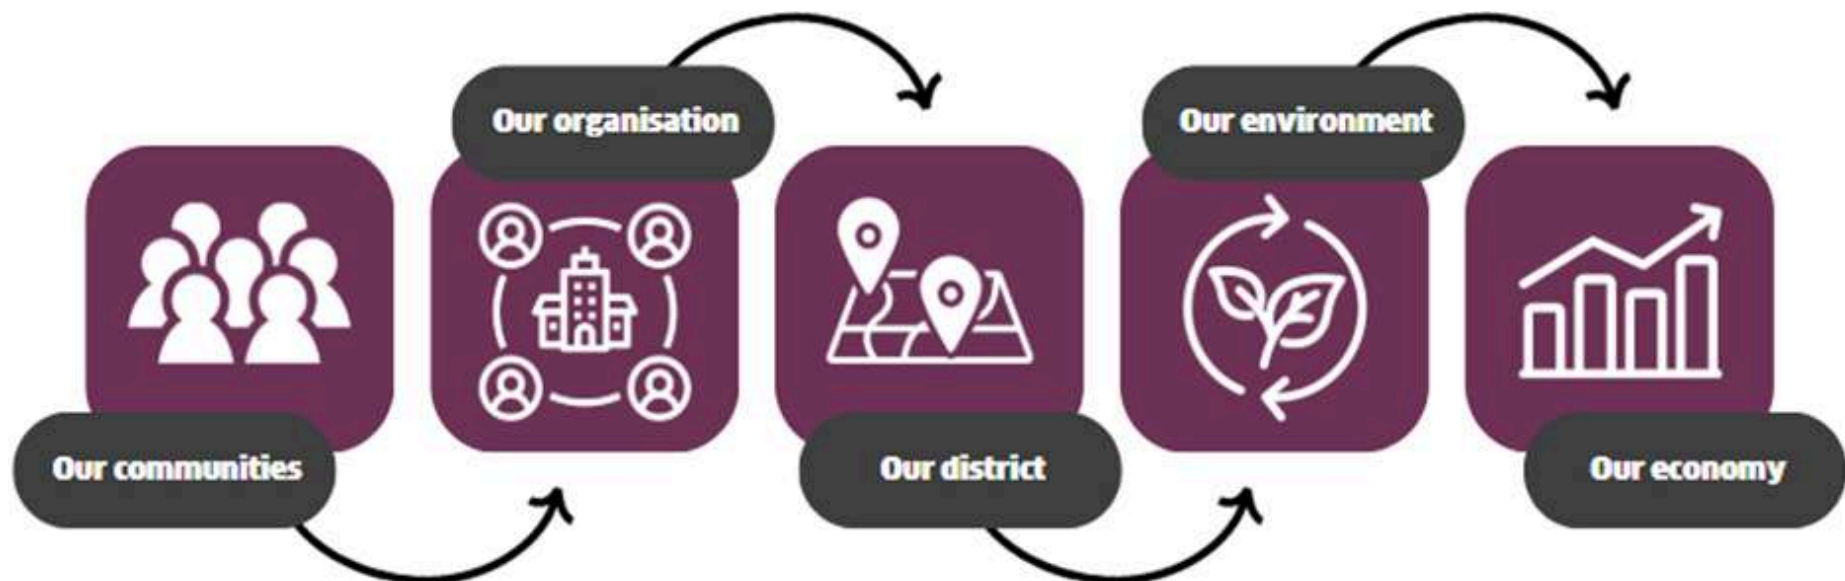 Our communities
Our organisation
Our district
Our environment
Our economy